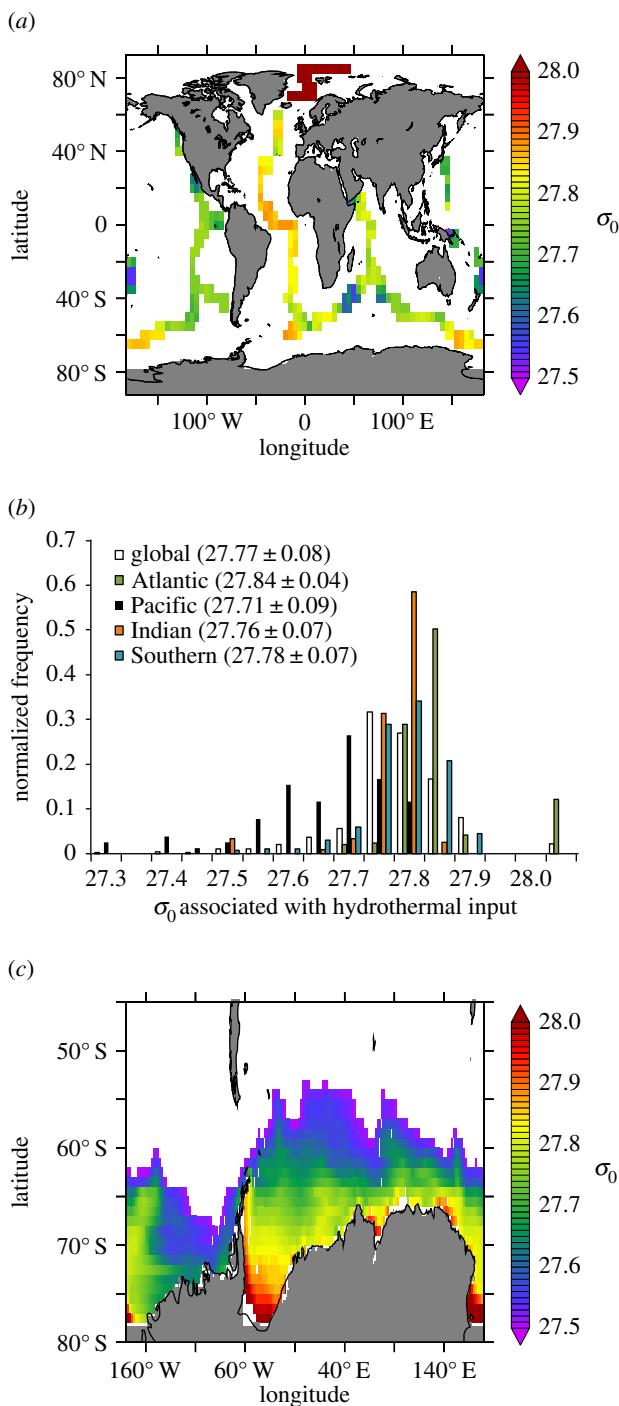 (a)
80° N
40° N
0
40° S
80° S
latitude
100° W 0 100° E
longitude
28.0
27.9
27.8
27.7
27.6
27.5
σ0
(b)
0.7
0.6
0.5
0.4
0.3
0.2
0.1
0
normalized frequency
global (27.77 ± 0.08)
Atlantic (27.84 ± 0.04)
Pacific (27.71 ± 0.09)
Indian (27.76 ± 0.07)
Southern (27.78 ± 0.07)
27.3 27.4 27.5 27.6 27.7 27.8 27.9 28.0
σ0 associated with hydrothermal input
(c)
50° S
60° S
70° S
80° S
latitude
160° W 60° W 40° E 140° E
longitude
28.0
27.9
27.8
27.7
27.6
27.5
σ0